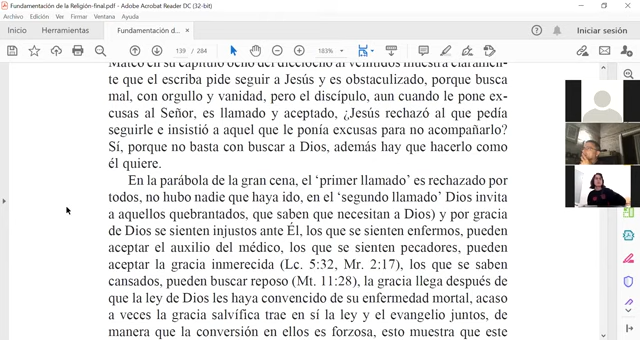 Fundamentación de la Religión-final.pdf - Adobe Acrobat Reader DC (32-bit)
Archivo Edición Ver Firmar Ventana Ayuda
Inicio Herramientas Fundamentación d... × Iniciar sesión
139 / 284 183%
en su capítulo ocho del dieciocho al veintidós muestra claramen-
te que el escriba pide seguir a Jesús y es obstaculizado, porque busca
mal, con orgullo y vanidad, pero el discípulo, aun cuando le pone ex-
cusas al Señor, es llamado y aceptado, ¿Jesús rechazó al que pedía
seguirle e insistió a aquel que le ponía excusas para no acompañarlo?
Sí, porque no basta con buscar a Dios, además hay que hacerlo como
él quiere.
En la parábola de la gran cena, el ‘primer llamado’ es rechazado por
todos, no hubo nadie que haya ido, en el ‘segundo llamado’ Dios invita
a aquellos quebrantados, que saben que necesitan a Dios) y por gracia
de Dios se sienten injustos ante Él, los que se sienten enfermos, pueden
aceptar el auxilio del médico, los que se sienten pecadores, pueden
aceptar la gracia inmerecida (Lc. 5:32, Mr. 2:17), los que se saben
cansados, pueden buscar reposo (Mt. 11:28), la gracia llega después de
que la ley de Dios les haya convencido de su enfermedad mortal, acaso
a veces la gracia salvífica trae en sí la ley y el evangelio juntos, de
manera que la conversión en ellos es forzosa, esto muestra que este